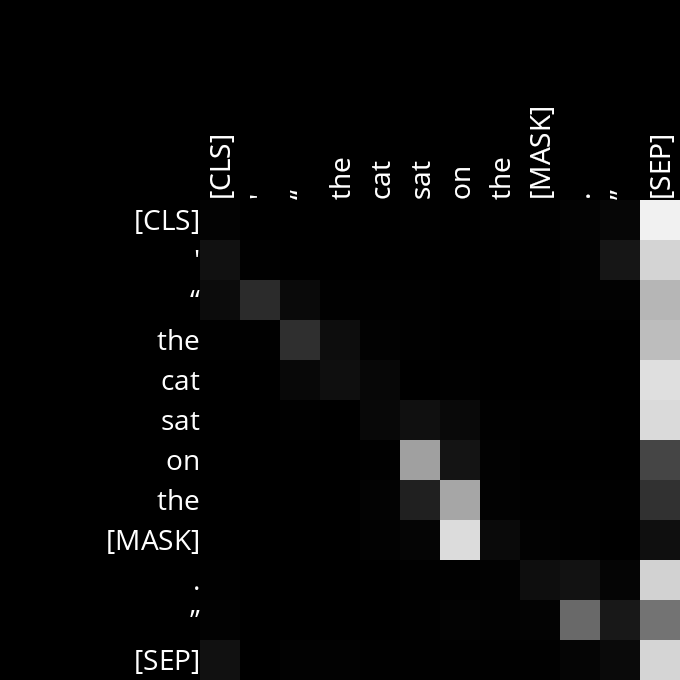 [CLS] ' “ the cat sat on the [MASK] . ” [SEP]
[CLS]
'
“
the
cat
sat
on
the
[MASK]
.
”
[SEP]